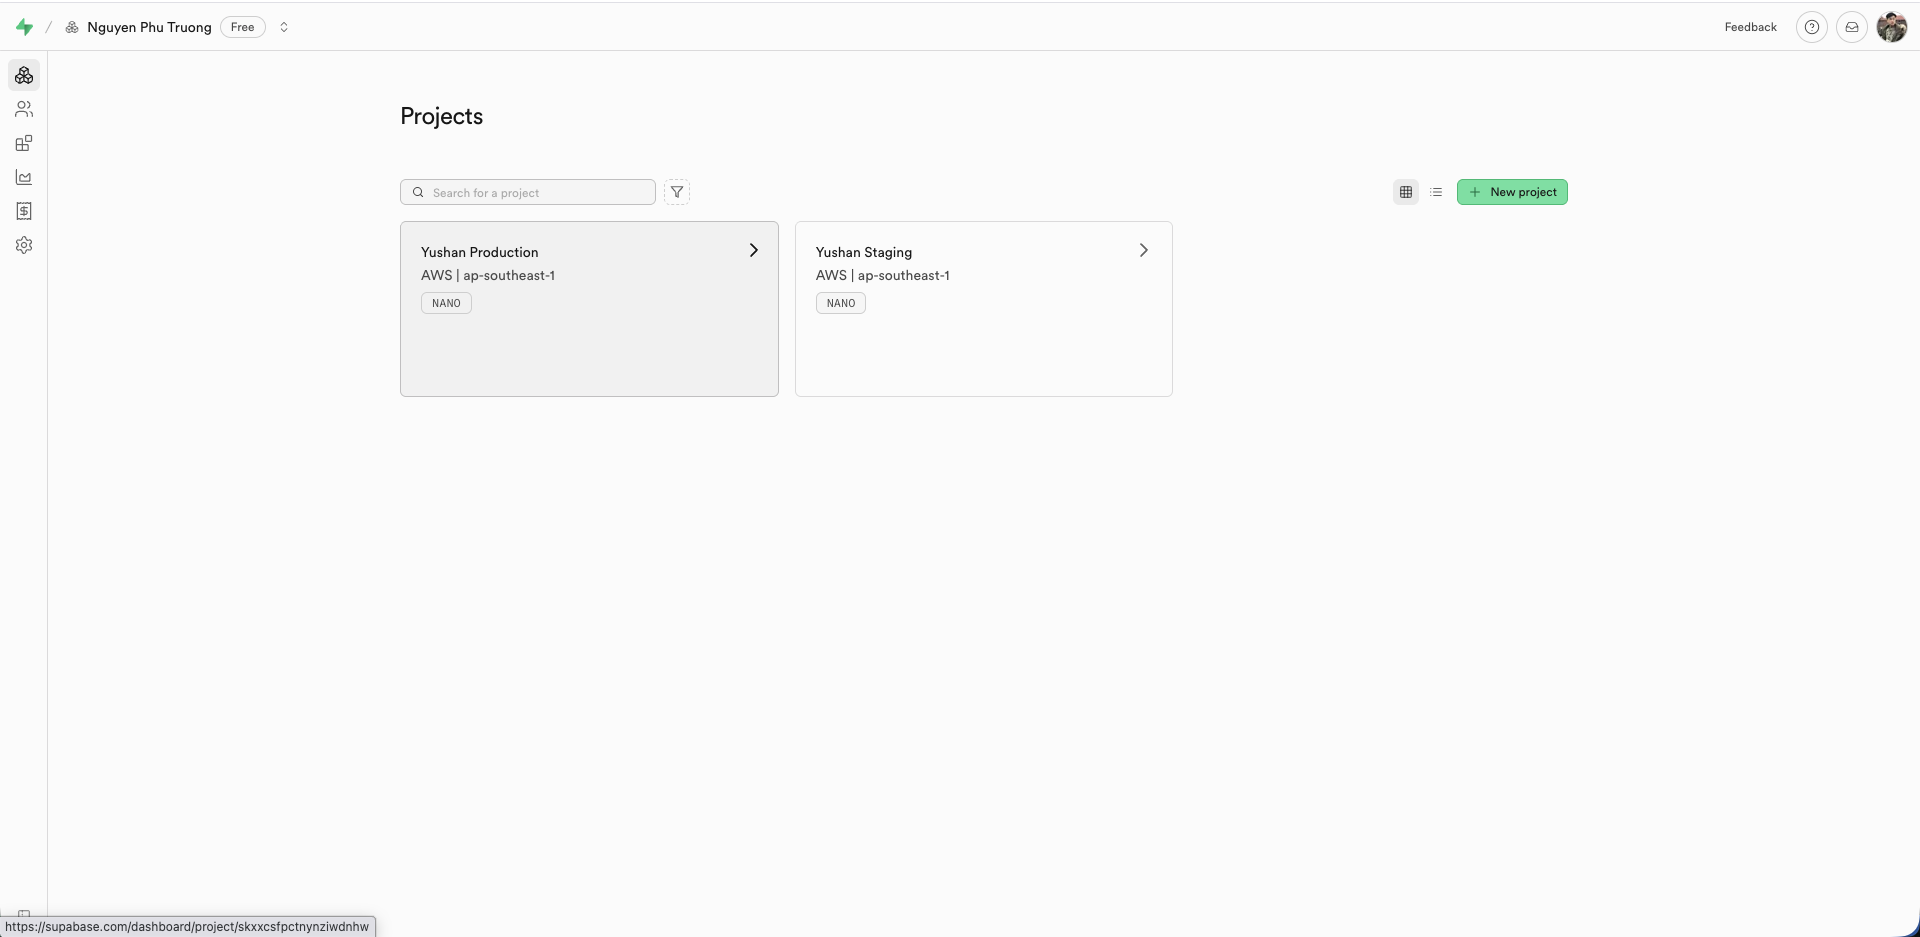 Nguyen Phu Truong Free
Feedback
Projects
Search for a project
New project
Yushan Production
AWS | ap-southeast-1
NANO
Yushan Staging
AWS | ap-southeast-1
NANO
https://supabase.com/dashboard/project/skxxcsfpctnynziwdnhw